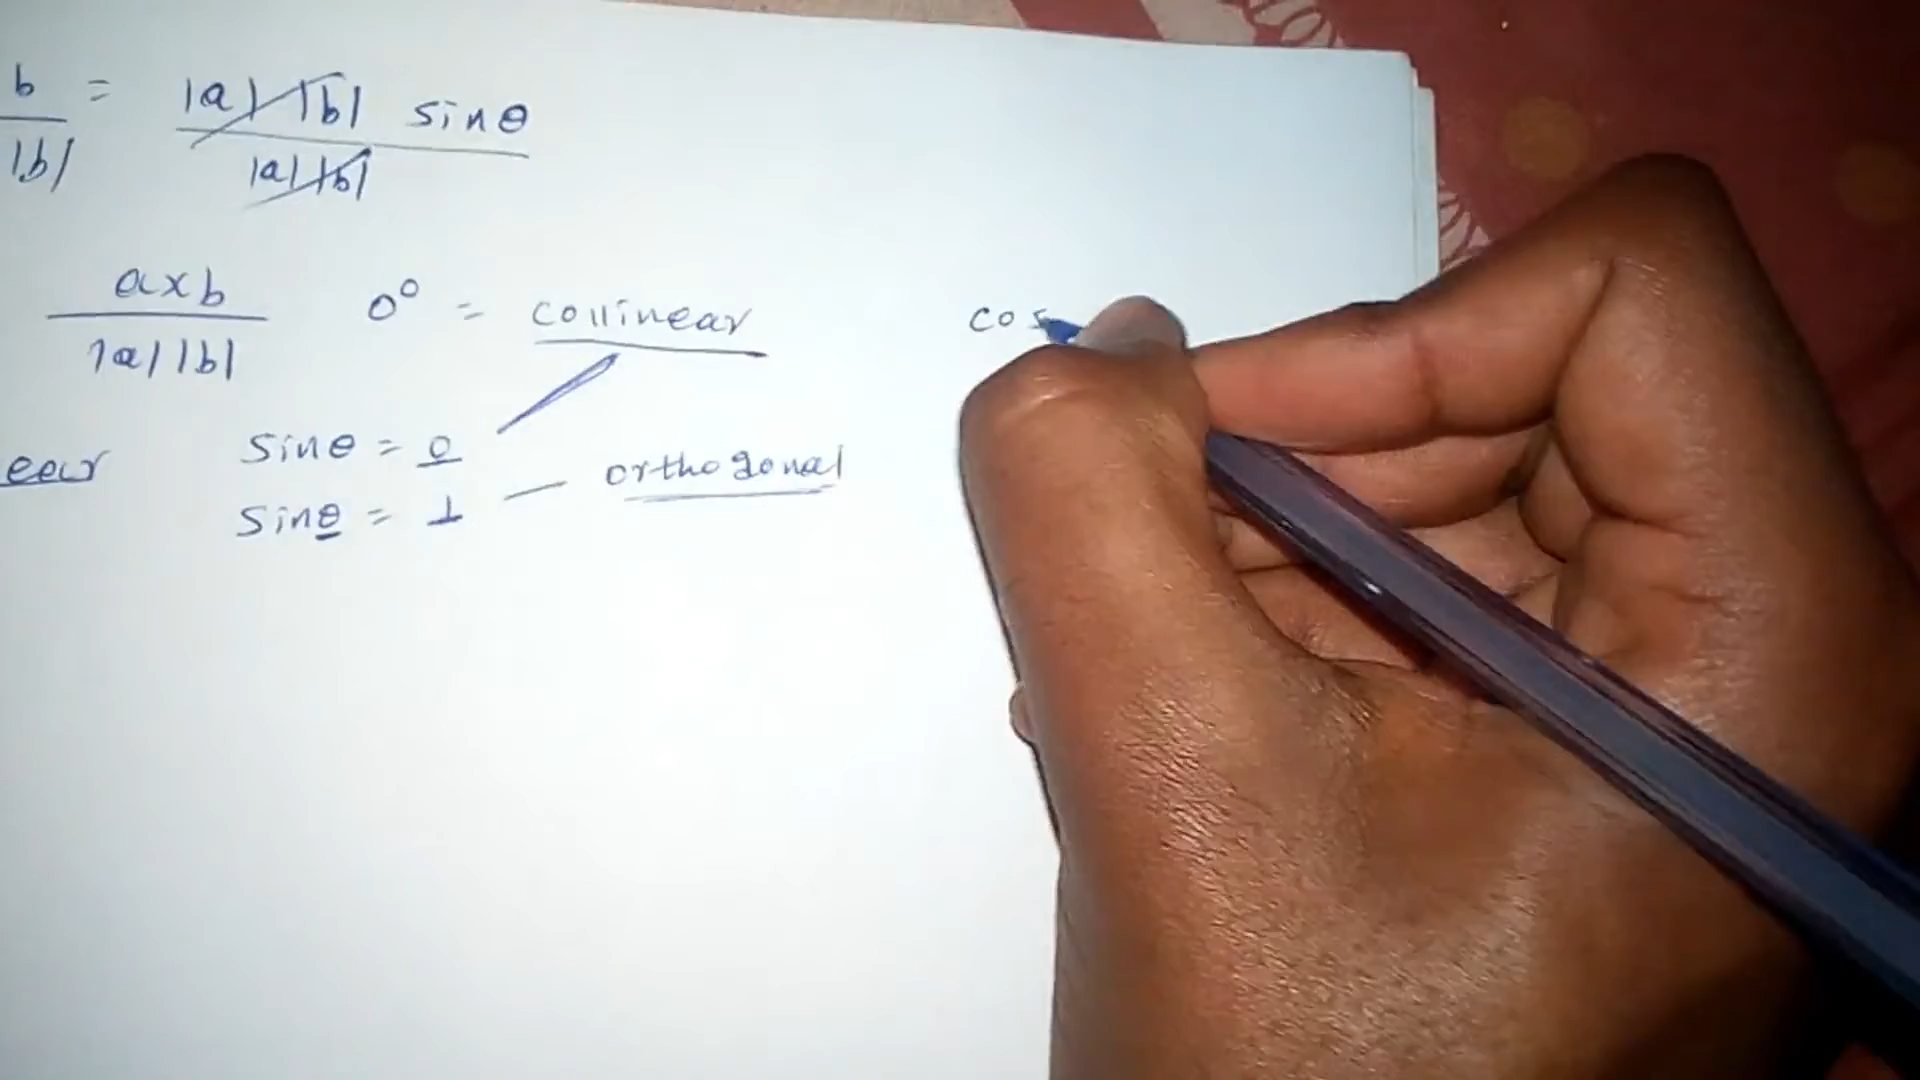 b = |a| |b| sinθ
|b| |a| |b|
a×b 0° = collinear cos
|a| |b|
sinθ = 0
sinθ = 1 — orthogonal